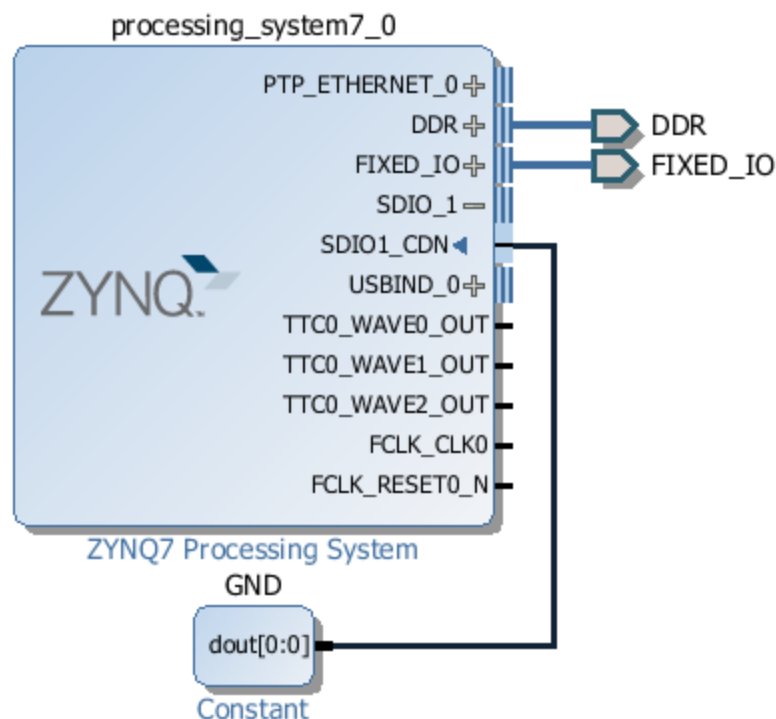 processing_system7_0
PTP_ETHERNET_0
DDR
DDR
FIXED_IO
FIXED_IO
SDIO_1
SDIO1_CDN
ZYNQ
USBIND_0
TTC0_WAVE0_OUT
TTC0_WAVE1_OUT
TTC0_WAVE2_OUT
FCLK_CLK0
FCLK_RESET0_N
ZYNQ7 Processing System
GND
dout[0:0]
Constant